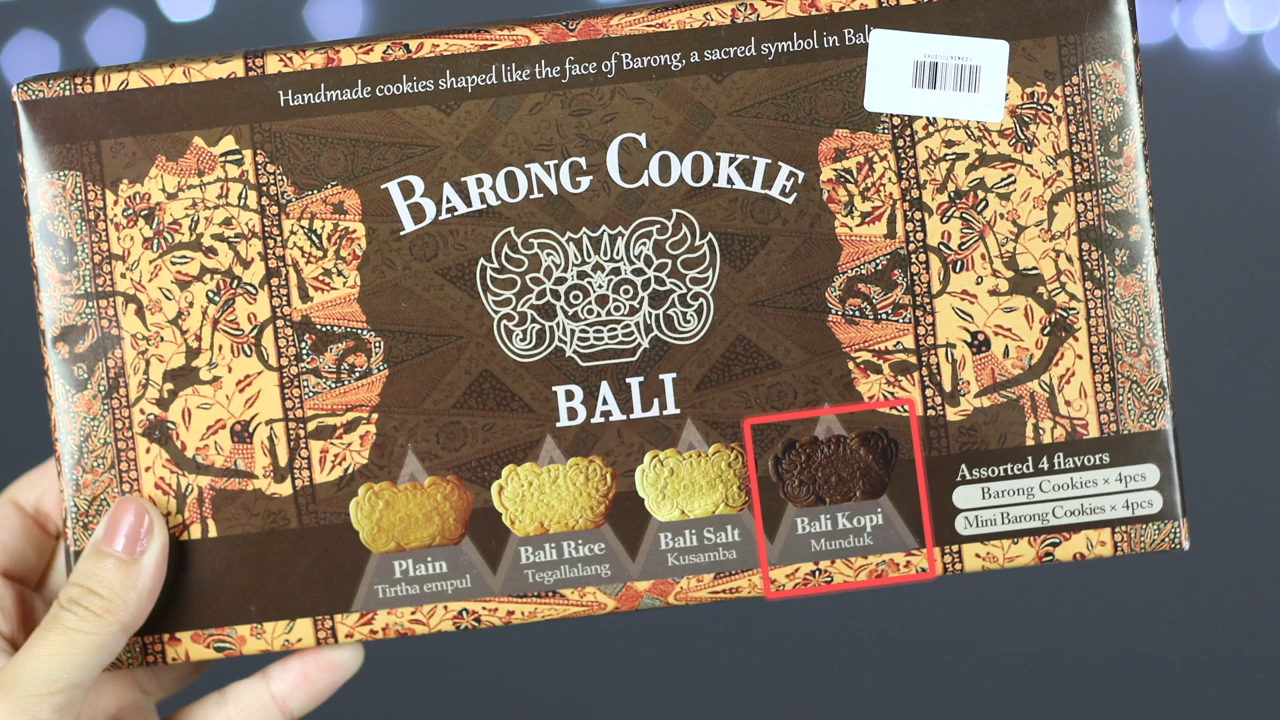 Handmade cookies shaped like the face of Barong, a sacred symbol in Bali
BARONG COOKIE
BALI
Plain
Tirtha empul
Bali Rice
Tegallalang
Bali Salt
Kusamba
Bali Kopi
Munduk
Assorted 4 flavors
Barong Cookies × 4pcs
Mini Barong Cookies × 4pcs